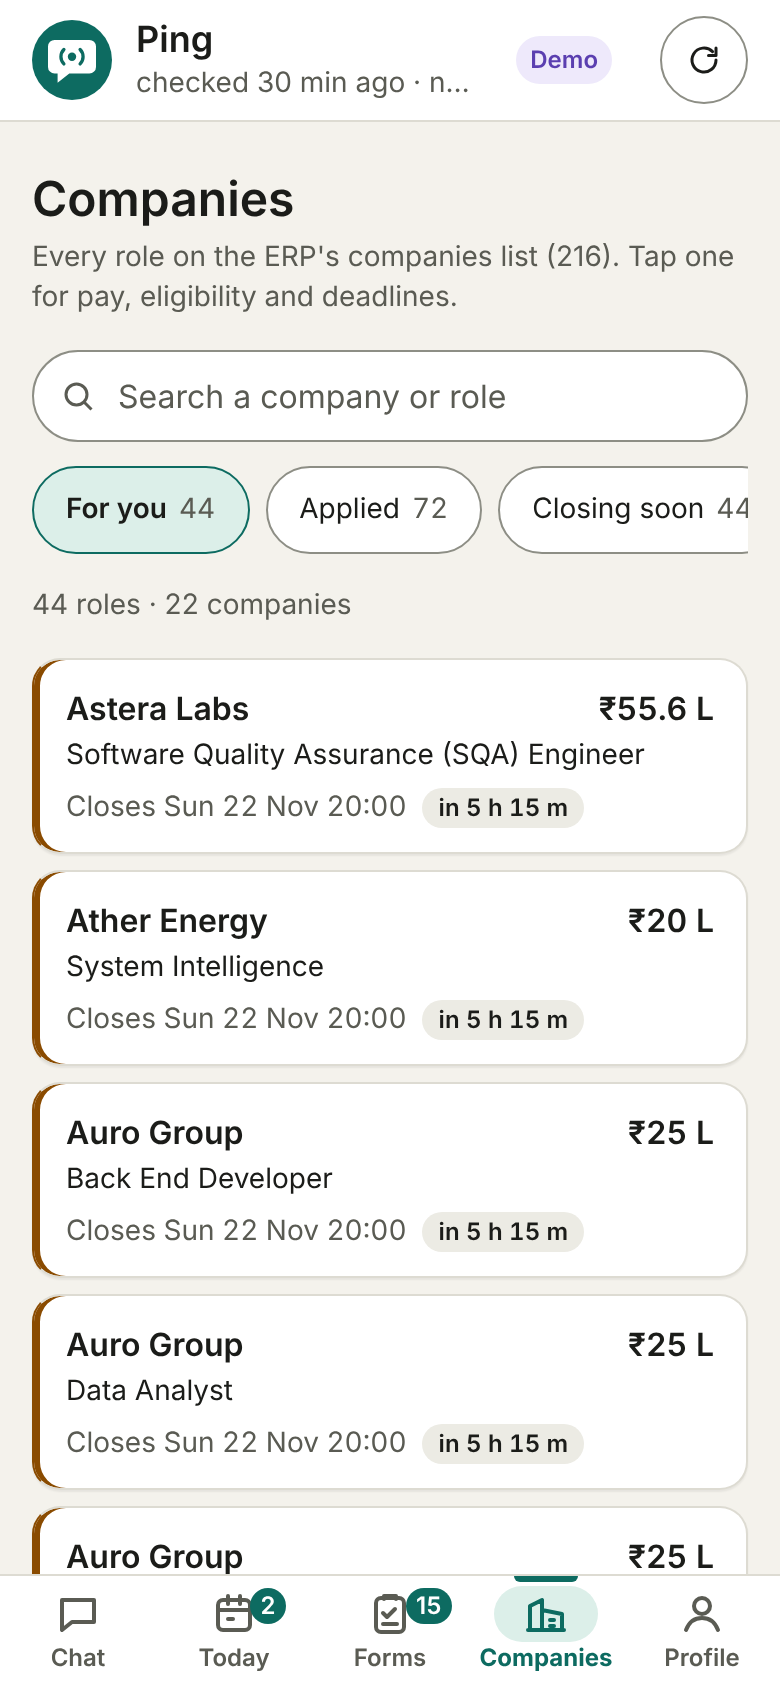 Ping
checked 30 min ago · n...
Demo
Companies
Every role on the ERP's companies list (216). Tap one
for pay, eligibility and deadlines.
Search a company or role
For you 44
Applied 72
Closing soon 44
44 roles · 22 companies
Astera Labs ₹55.6 L
Software Quality Assurance (SQA) Engineer
Closes Sun 22 Nov 20:00 in 5 h 15 m
Ather Energy ₹20 L
System Intelligence
Closes Sun 22 Nov 20:00 in 5 h 15 m
Auro Group ₹25 L
Back End Developer
Closes Sun 22 Nov 20:00 in 5 h 15 m
Auro Group ₹25 L
Data Analyst
Closes Sun 22 Nov 20:00 in 5 h 15 m
Auro Group ₹25 L
2
15
Chat
Today
Forms
Companies
Profile